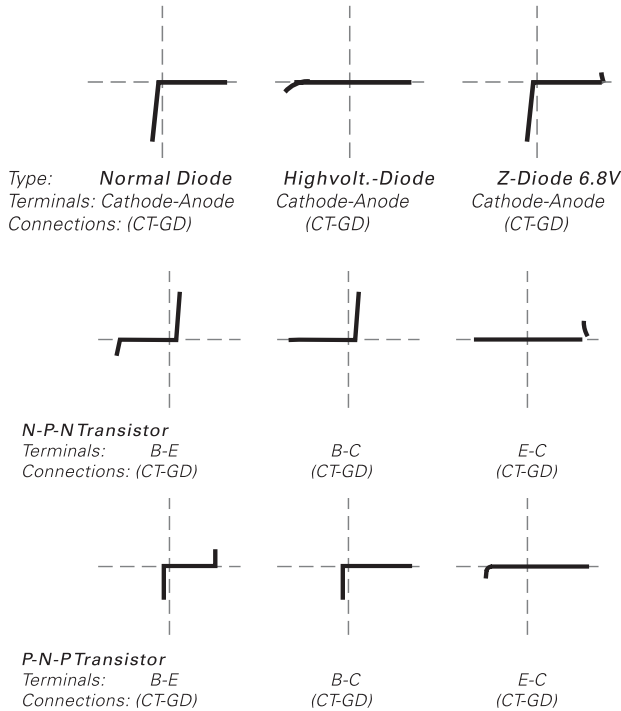 Type: Normal Diode Highvolt.-Diode Z-Diode 6.8V
Terminals: Cathode-Anode Cathode-Anode Cathode-Anode
Connections: (CT-GD) (CT-GD) (CT-GD)
N-P-N Transistor
Terminals: B-E B-C E-C
Connections: (CT-GD) (CT-GD) (CT-GD)
P-N-P Transistor
Terminals: B-E B-C E-C
Connections: (CT-GD) (CT-GD) (CT-GD)